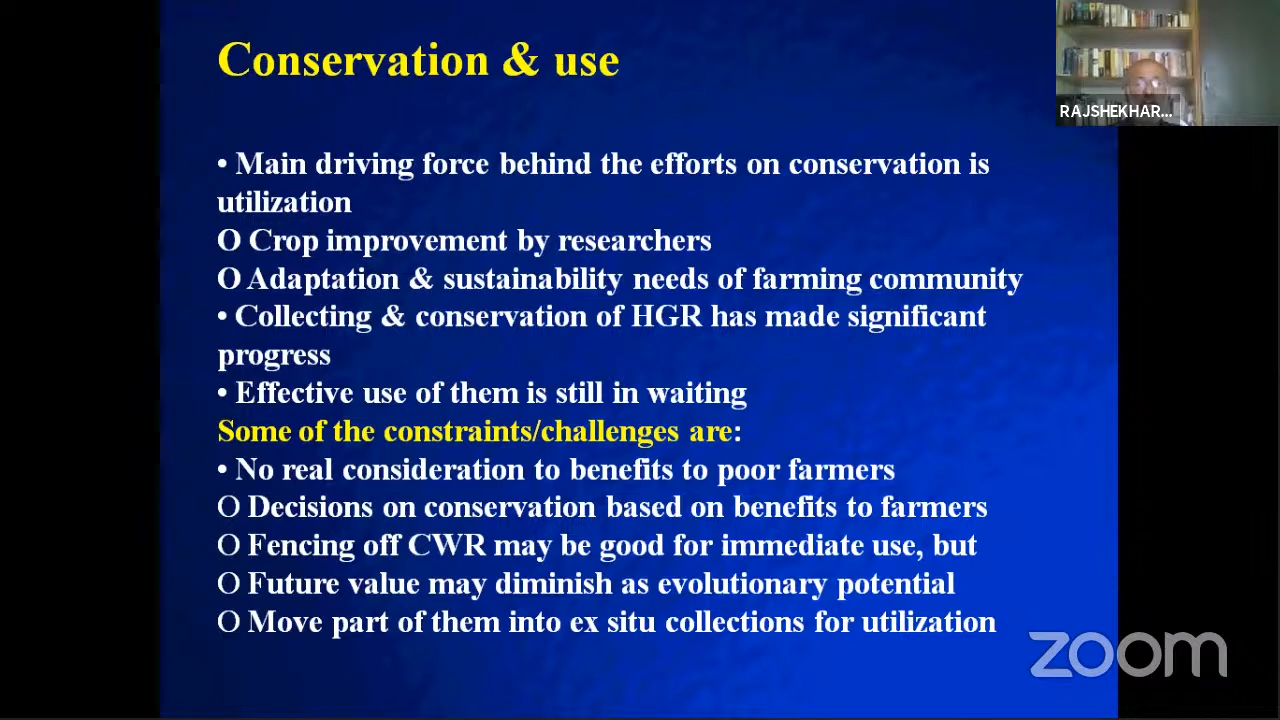 Conservation & use
RAJSHEKHAR...
• Main driving force behind the efforts on conservation is
utilization
O Crop improvement by researchers
O Adaptation & sustainability needs of farming community
• Collecting & conservation of HGR has made significant
progress
• Effective use of them is still in waiting
Some of the constraints/challenges are:
• No real consideration to benefits to poor farmers
O Decisions on conservation based on benefits to farmers
O Fencing off CWR may be good for immediate use, but
O Future value may diminish as evolutionary potential
O Move part of them into ex situ collections for utilization
zoom